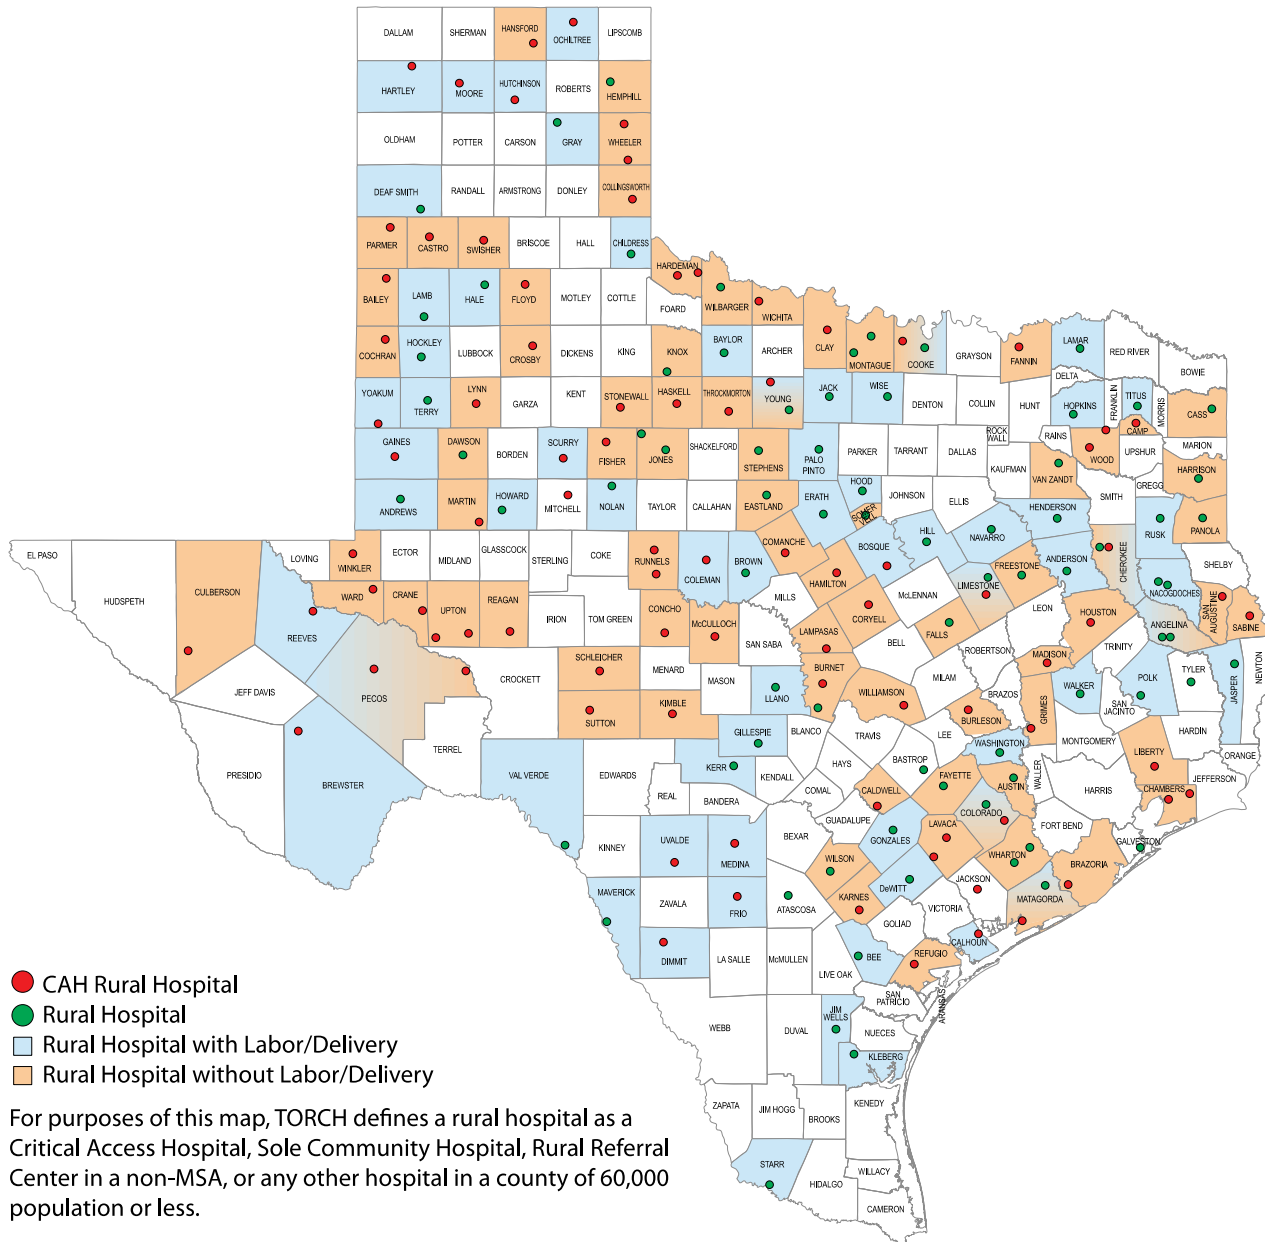 DALLAM
SHERMAN
HANSFORD
OCHILTREE
LIPSCOMB
HARTLEY
MOORE
HUTCHINSON
ROBERTS
HEMPHILL
OLDHAM
POTTER
CARSON
GRAY
WHEELER
DEAF SMITH
RANDALL
ARMSTRONG
DONLEY
COLLINGSWORTH
PARMER
CASTRO
SWISHER
BRISCOE
HALL
CHILDRESS
HARDEMAN
BAILEY
LAMB
HALE
FLOYD
MOTLEY
COTTLE
FOARD
WILBARGER
WICHITA
CLAY
MONTAGUE
COOKE
GRAYSON
FANNIN
LAMAR
RED RIVER
BOWIE
COCHRAN
HOCKLEY
LUBBOCK
CROSBY
DICKENS
KING
KNOX
BAYLOR
ARCHER
DELTA
YOAKUM
TERRY
LYNN
GARZA
KENT
STONEWALL
HASKELL
THROCKMORTON
YOUNG
JACK
WISE
DENTON
COLLIN
HUNT
HOPKINS
FRANKLIN
TITUS
MORRIS
CASS
CAMP
GAINES
DAWSON
BORDEN
SCURRY
FISHER
JONES
SHACKELFORD
STEPHENS
PALO
PINTO
PARKER
TARRANT
DALLAS
ROCK
WALL
KAUFMAN
RAINS
WOOD
UPSHUR
MARION
VAN ZANDT
GREGG
HARRISON
ANDREWS
MARTIN
HOWARD
MITCHELL
NOLAN
TAYLOR
CALLAHAN
EASTLAND
ERATH
HOOD
SOMER
VELL
JOHNSON
ELLIS
HENDERSON
SMITH
RUSK
PANOLA
EL PASO
HUDSPETH
CULBERSON
LOVING
WINKLER
ECTOR
MIDLAND
GLASSCOCK
STERLING
COKE
RUNNELS
COLEMAN
BROWN
COMANCHE
BOSQUE
HILL
NAVARRO
FREESTONE
ANDERSON
CHEROKEE
NACOGDOCHES
SHELBY
REEVES
WARD
CRANE
UPTON
REAGAN
IRION
TOM GREEN
CONCHO
McCULLOCH
MILLS
HAMILTON
McLENNAN
LIMESTONE
LEON
HOUSTON
ANGELINA
SAN
AUGUSTINE
SABINE
CORYELL
FALLS
LAMPASAS
SAN SABA
BELL
ROBERTSON
MADISON
TRINITY
JEFF DAVIS
PECOS
CROCKETT
SCHLEICHER
MENARD
MASON
LLANO
BURNET
WILLIAMSON
MILAM
BRAZOS
GRIMES
WALKER
SAN
JACINTO
POLK
TYLER
JASPER
NEWTON
PRESIDIO
BREWSTER
TERREL
VAL VERDE
SUTTON
KIMBLE
GILLESPIE
BLANCO
TRAVIS
LEE
BURLESON
WASHINGTON
MONTGOMERY
LIBERTY
HARDIN
ORANGE
EDWARDS
KERR
KENDALL
HAYS
BASTROP
FAYETTE
AUSTIN
WALLER
HARRIS
CHAMBERS
JEFFERSON
REAL
BANDERA
COMAL
CALDWELL
GUADALUPE
COLORADO
FORT BEND
GALVESTON
KINNEY
UVALDE
MEDINA
BEXAR
GONZALES
LAVACA
WHARTON
BRAZORIA
WILSON
DeWITT
JACKSON
MATAGORDA
MAVERICK
ZAVALA
FRIO
ATASCOSA
KARNES
VICTORIA
GOLIAD
CALHOUN
DIMMIT
LA SALLE
McMULLEN
LIVE OAK
BEE
REFUGIO
SAN
PATRICIO
ARANSAS
WEBB
DUVAL
JIM
WELLS
NUECES
KLEBERG
ZAPATA
JIM HOGG
BROOKS
KENEDY
STARR
HIDALGO
WILLACY
CAMERON
CAH Rural Hospital
Rural Hospital
Rural Hospital with Labor/Delivery
Rural Hospital without Labor/Delivery
For purposes of this map, TORCH defines a rural hospital as a
Critical Access Hospital, Sole Community Hospital, Rural Referral
Center in a non-MSA, or any other hospital in a county of 60,000
population or less.